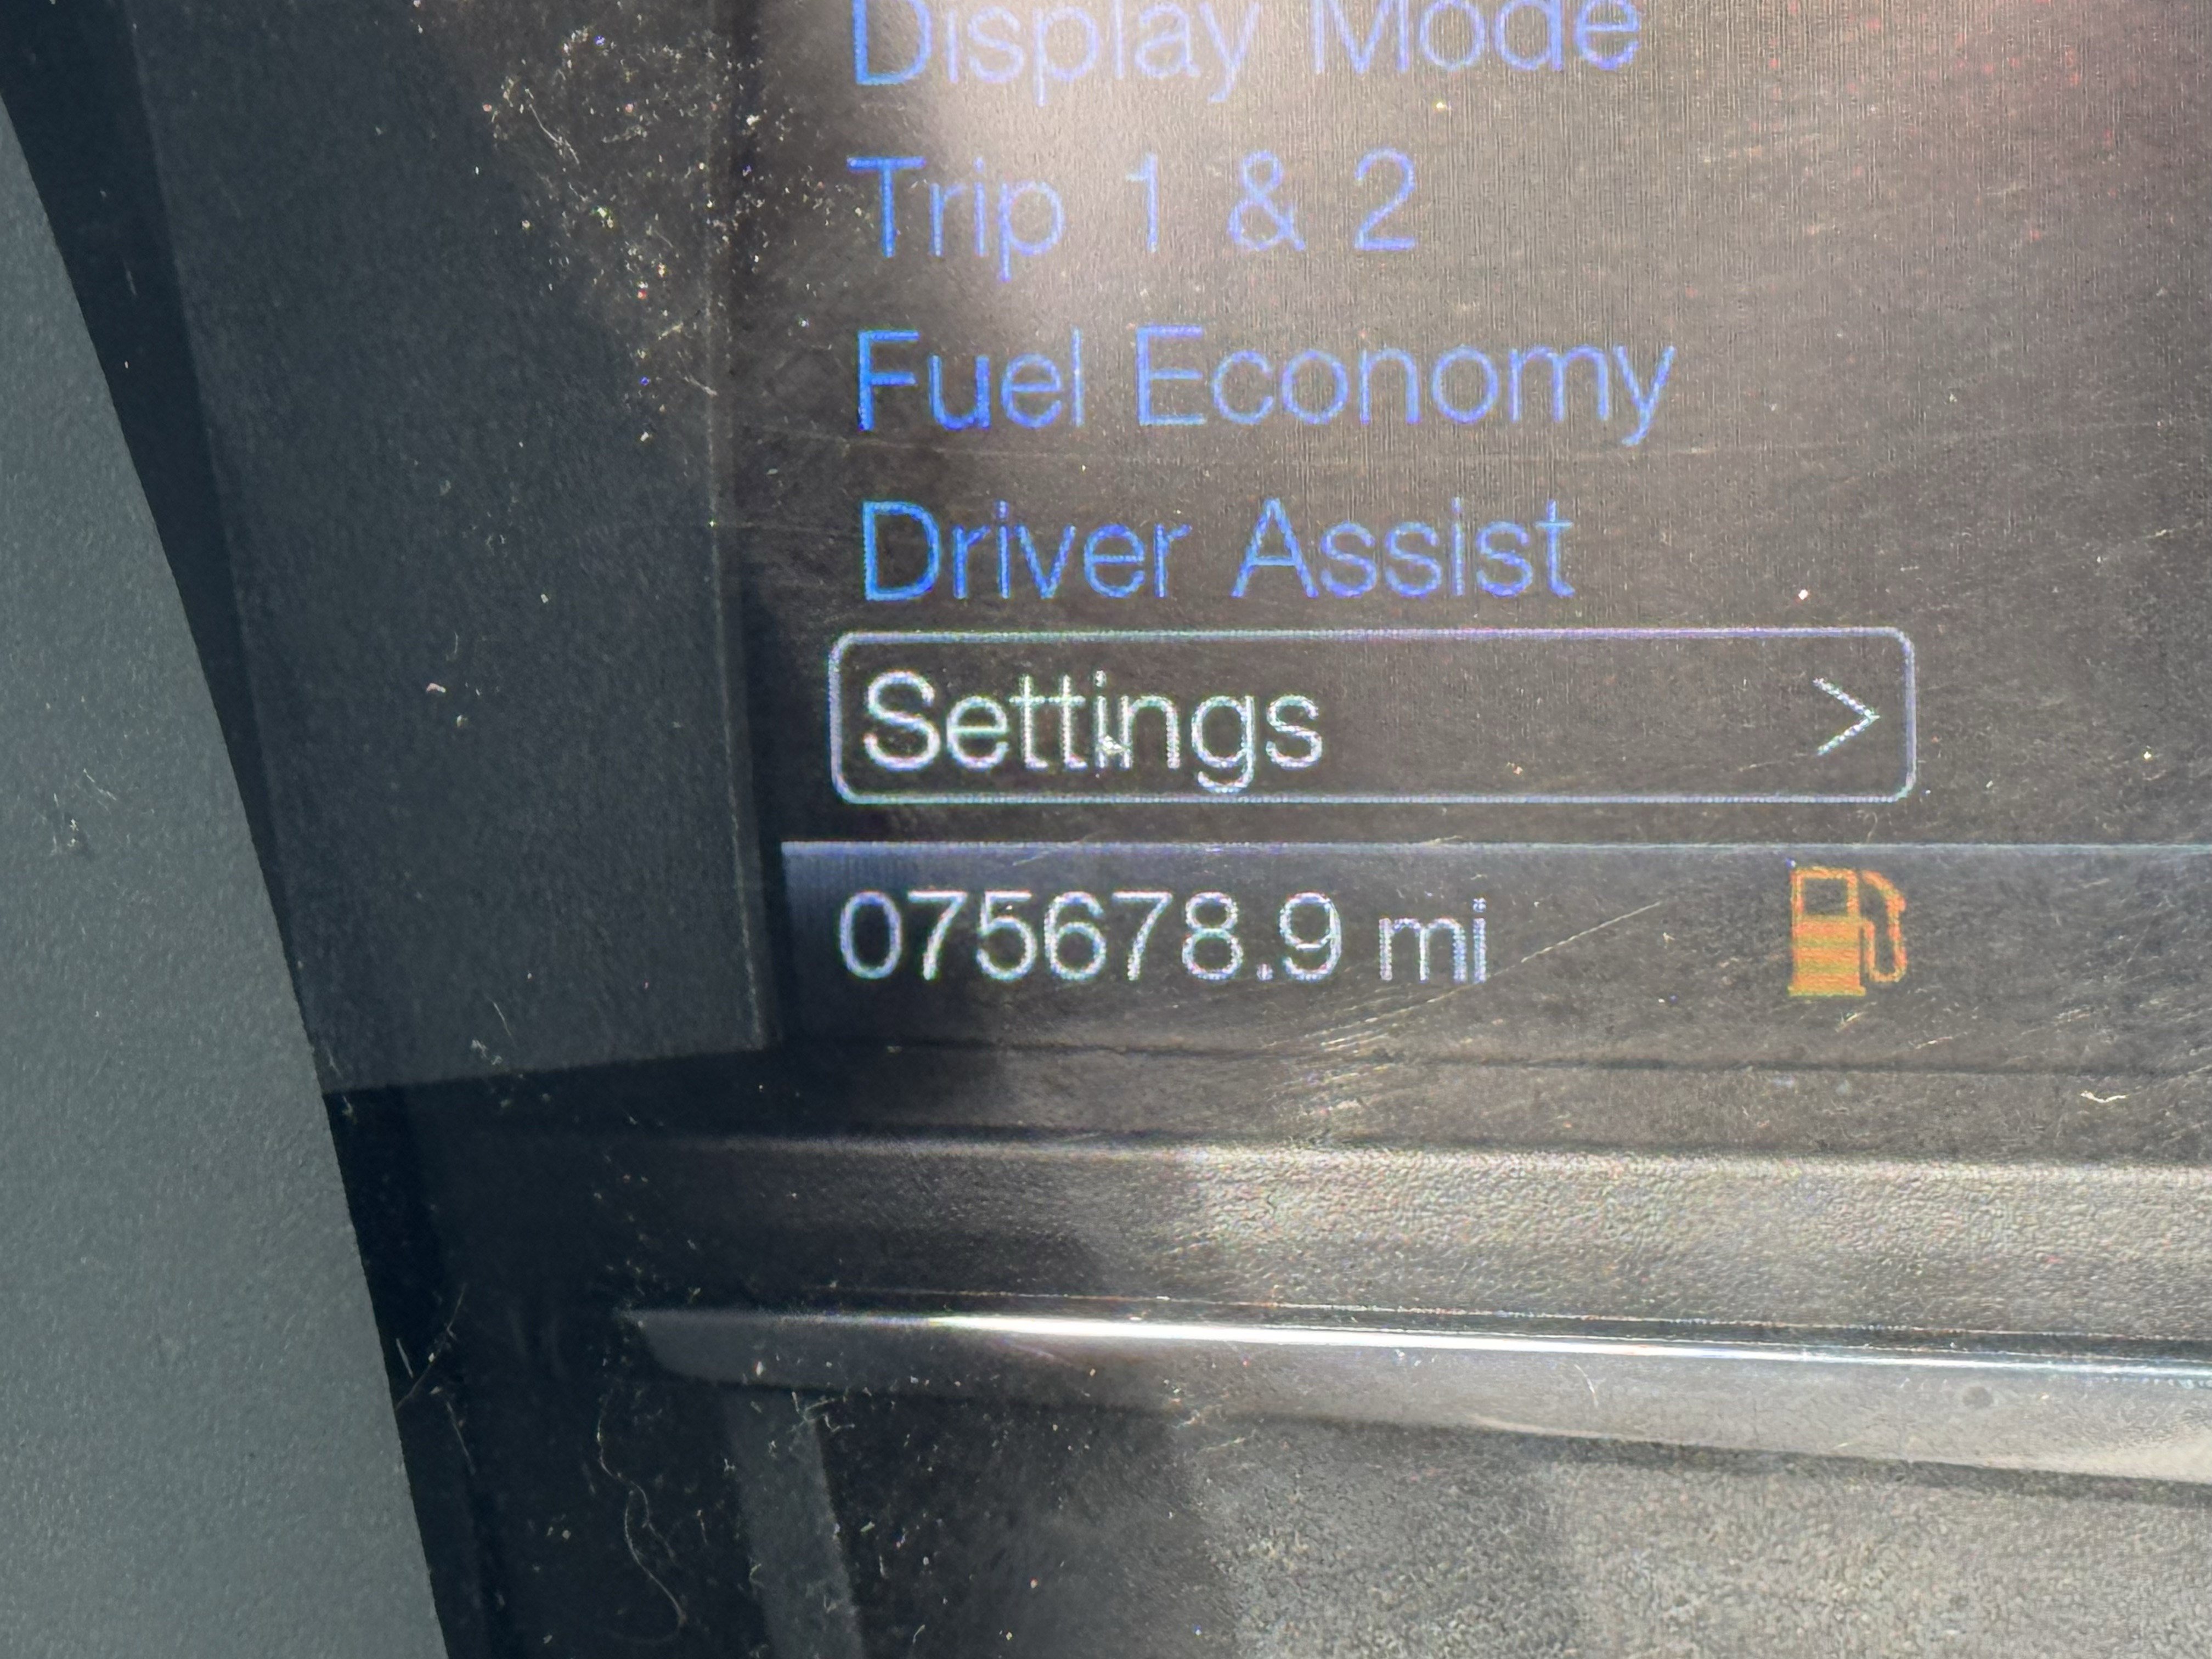 Display Mode
Trip 1 & 2
Fuel Economy
Driver Assist
Settings >
075678.9 mi